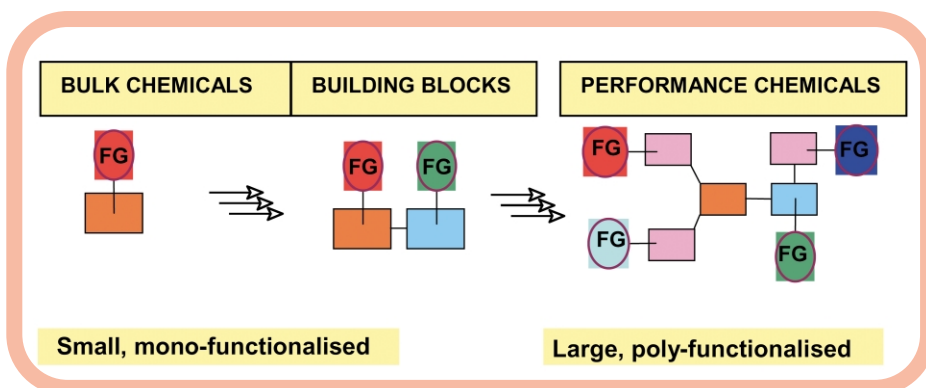 BULK CHEMICALS
BUILDING BLOCKS
PERFORMANCE CHEMICALS
FG
FG
FG
FG
FG
FG
FG
Small, mono-functionalised
Large, poly-functionalised